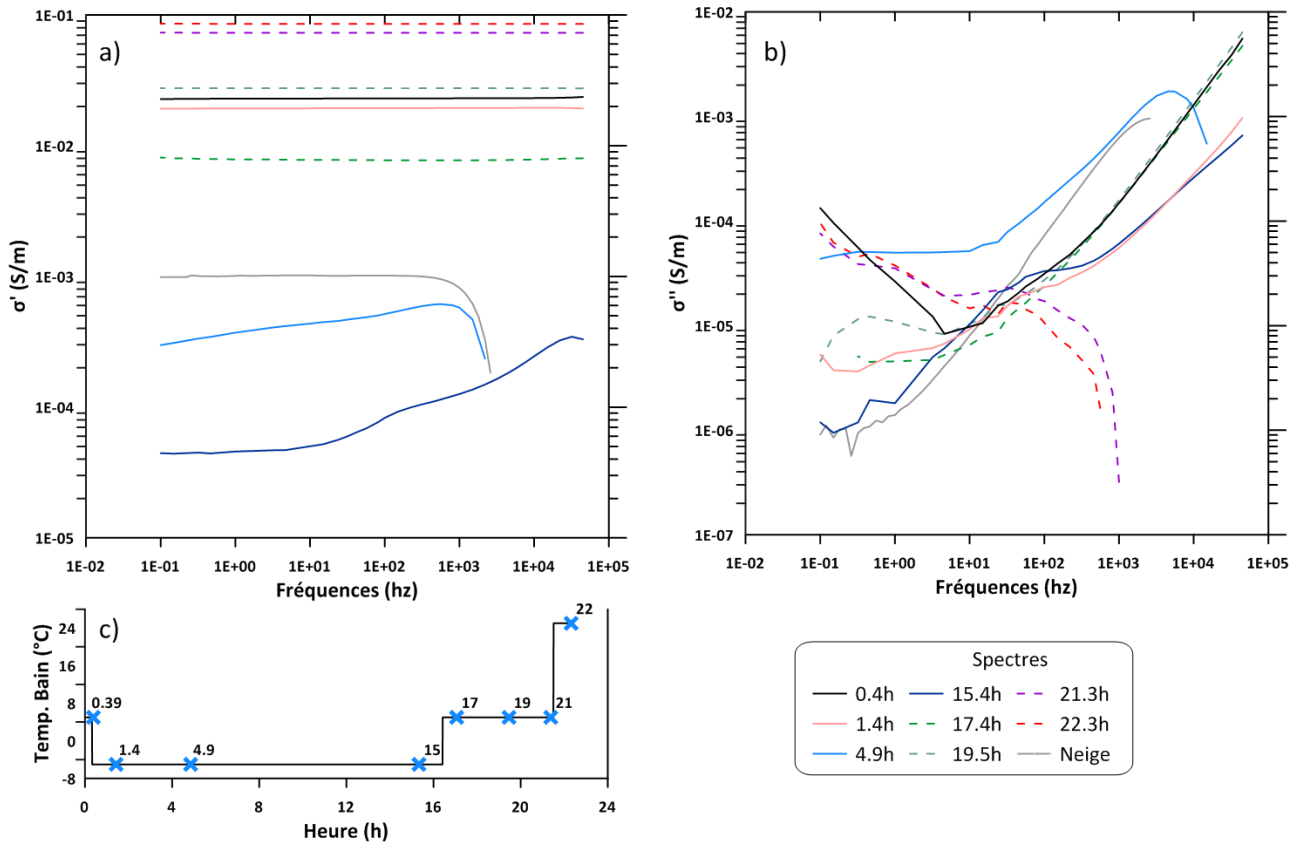 a)
1E-01
1E-02
1E-03
1E-04
1E-05
σ' (S/m)
1E-02 1E-01 1E+00 1E+01 1E+02 1E+03 1E+04 1E+05
Fréquences (hz)
b)
1E-02
1E-03
1E-04
1E-05
1E-06
1E-07
σ'' (S/m)
1E-02 1E-01 1E+00 1E+01 1E+02 1E+03 1E+04 1E+05
Fréquences (hz)
c)
24
16
8
0
-8
Temp. Bain (°C)
0.39 1.4 4.9 15 17 19 21 22
0 4 8 12 16 20 24
Heure (h)
Spectres
0.4h 15.4h 21.3h
1.4h 17.4h 22.3h
4.9h 19.5h Neige